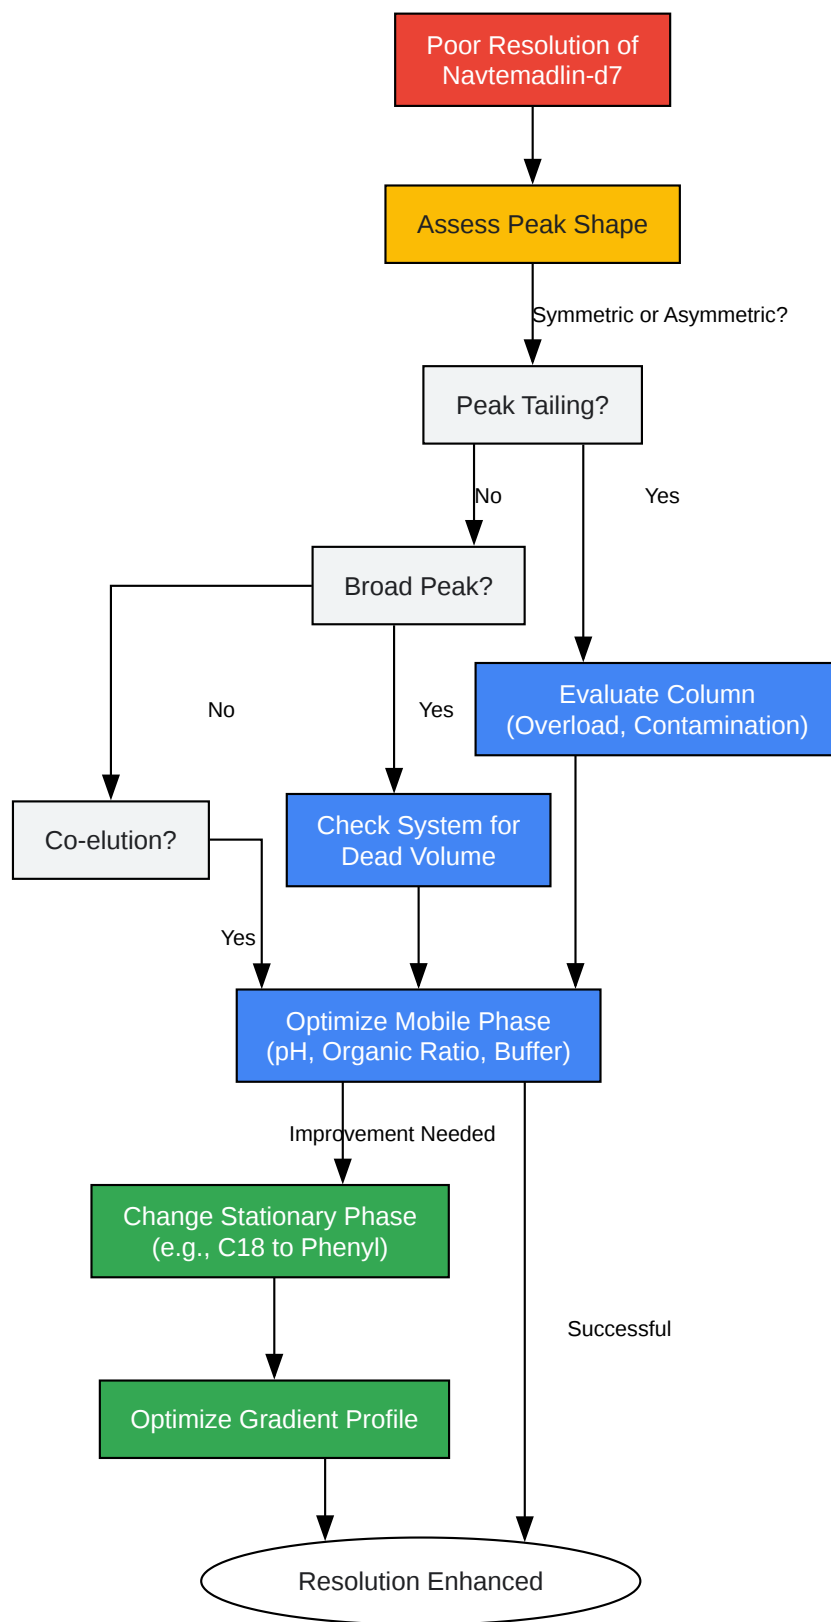 Poor Resolution of
Navtemadlin-d7
Assess Peak Shape
Symmetric or Asymmetric?
Peak Tailing?
No
Yes
Broad Peak?
Evaluate Column
(Overload, Contamination)
No
Yes
Co-elution?
Check System for
Dead Volume
Yes
Optimize Mobile Phase
(pH, Organic Ratio, Buffer)
Improvement Needed
Change Stationary Phase
(e.g., C18 to Phenyl)
Successful
Optimize Gradient Profile
Resolution Enhanced